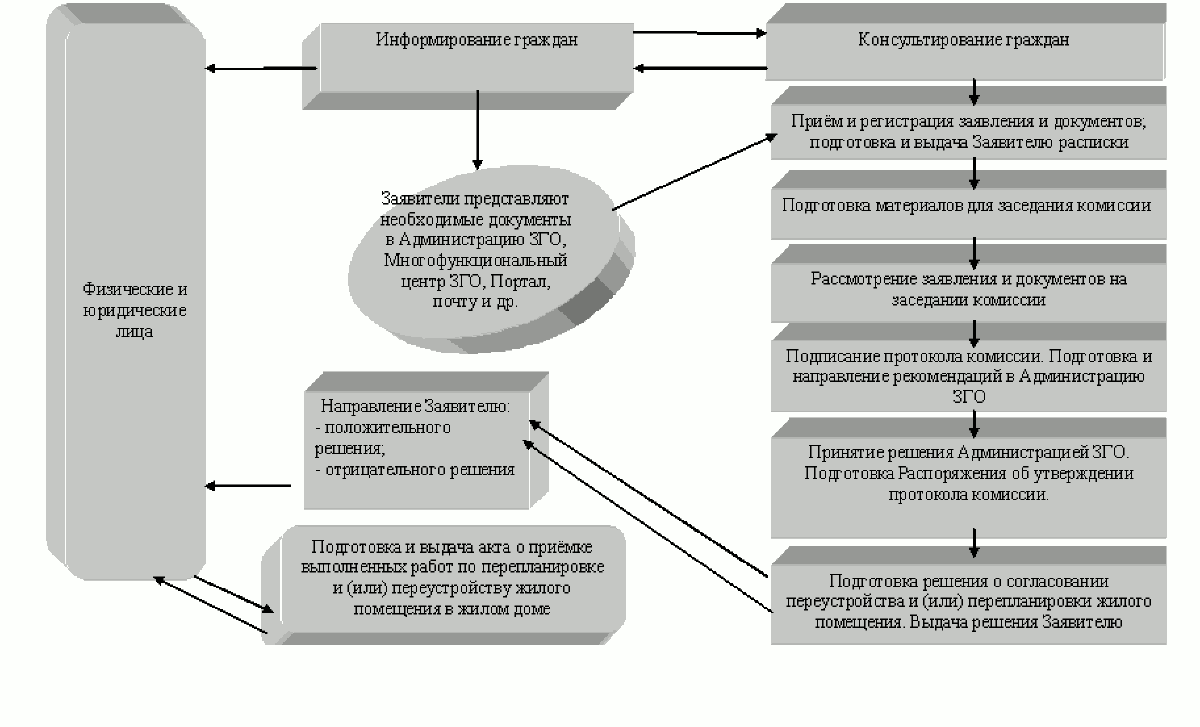 Информирование граждан
Консультирование граждан
Приём и регистрация заявления и документов;
подготовка и выдача Заявителю расписки
Заявители представляют
необходимые документы
в Администрацию ЗГО,
Многофункциональный
центр ЗГО, Портал,
почту и др.
Подготовка материалов для заседания комиссии
Рассмотрение заявления и документов на
заседании комиссии
Физические и
юридические
лица
Подписание протокола комиссии. Подготовка и
направление рекомендаций в Администрацию
ЗГО
Направление Заявителю:
- положительного
решения;
- отрицательного решения
Принятие решения Администрацией ЗГО.
Подготовка Распоряжения об утверждении
протокола комиссии.
Подготовка и выдача акта о приёмке
выполненных работ по перепланировке
и (или) переустройству жилого
помещения в жилом доме
Подготовка решения о согласовании
переустройства и (или) перепланировки жилого
помещения. Выдача решения Заявителю